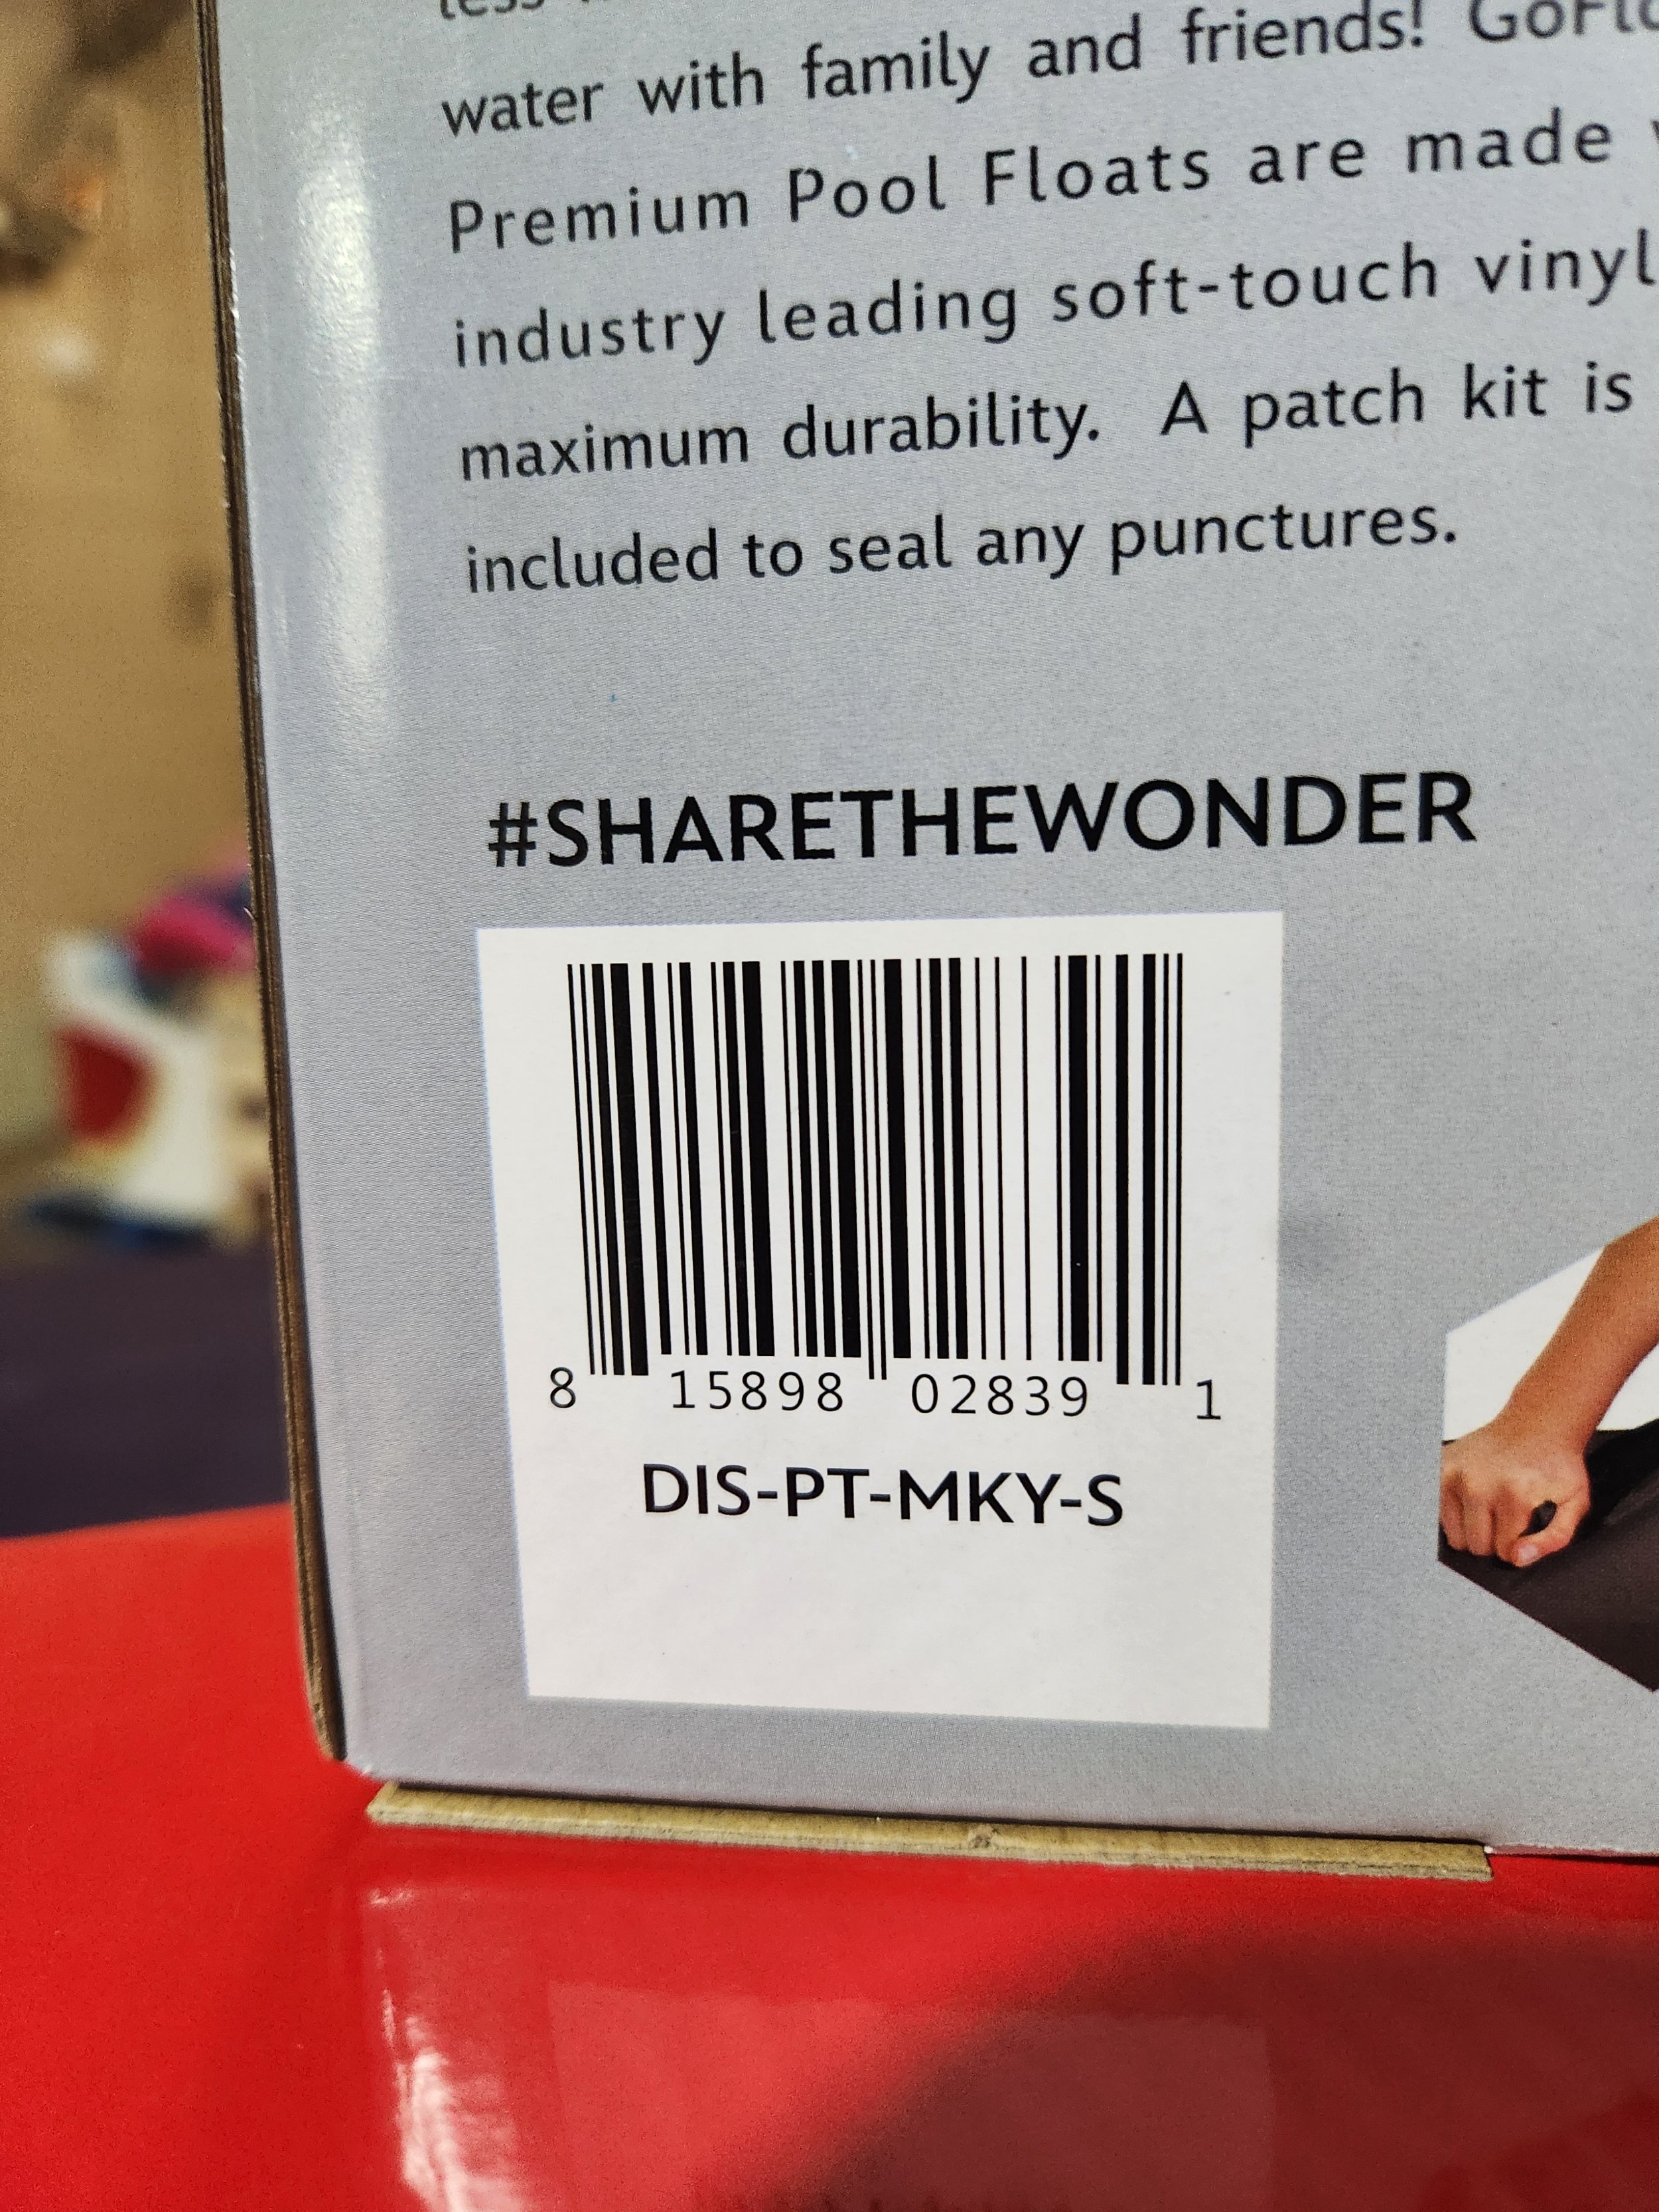 water with family and friends!
Premium Pool Floats are made
industry leading soft-touch vinyl
maximum durability. A patch kit is
included to seal any punctures.
#SHARETHEWONDER
8 15898 02839 1
DIS-PT-MKY-S